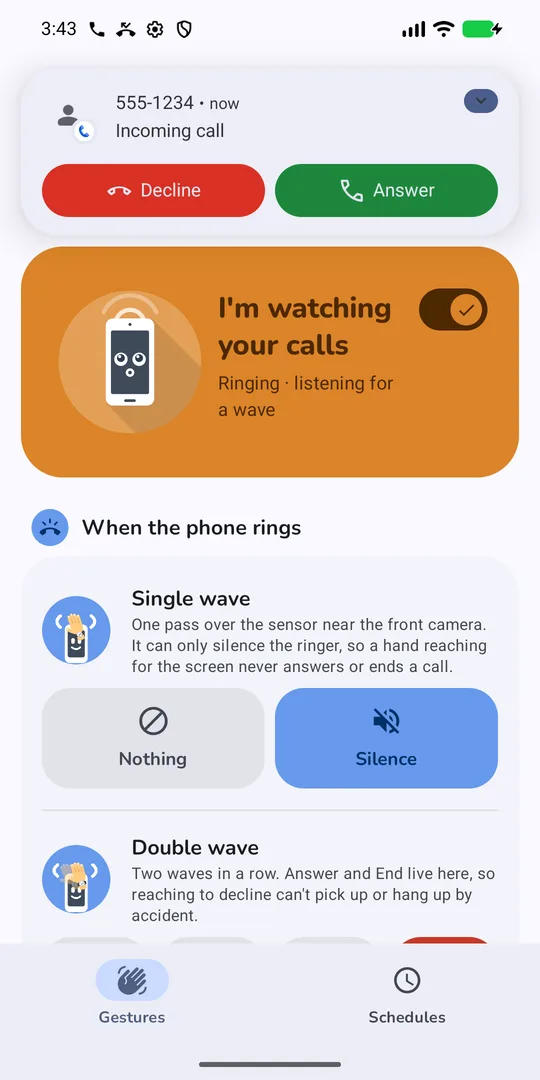 3:43
555-1234 • now
Incoming call
Decline
Answer
I'm watching
your calls
Ringing · listening for
a wave
When the phone rings
Single wave
One pass over the sensor near the front camera.
It can only silence the ringer, so a hand reaching
for the screen never answers or ends a call.
Nothing
Silence
Double wave
Two waves in a row. Answer and End live here, so
reaching to decline can't pick up or hang up by
accident.
Gestures
Schedules